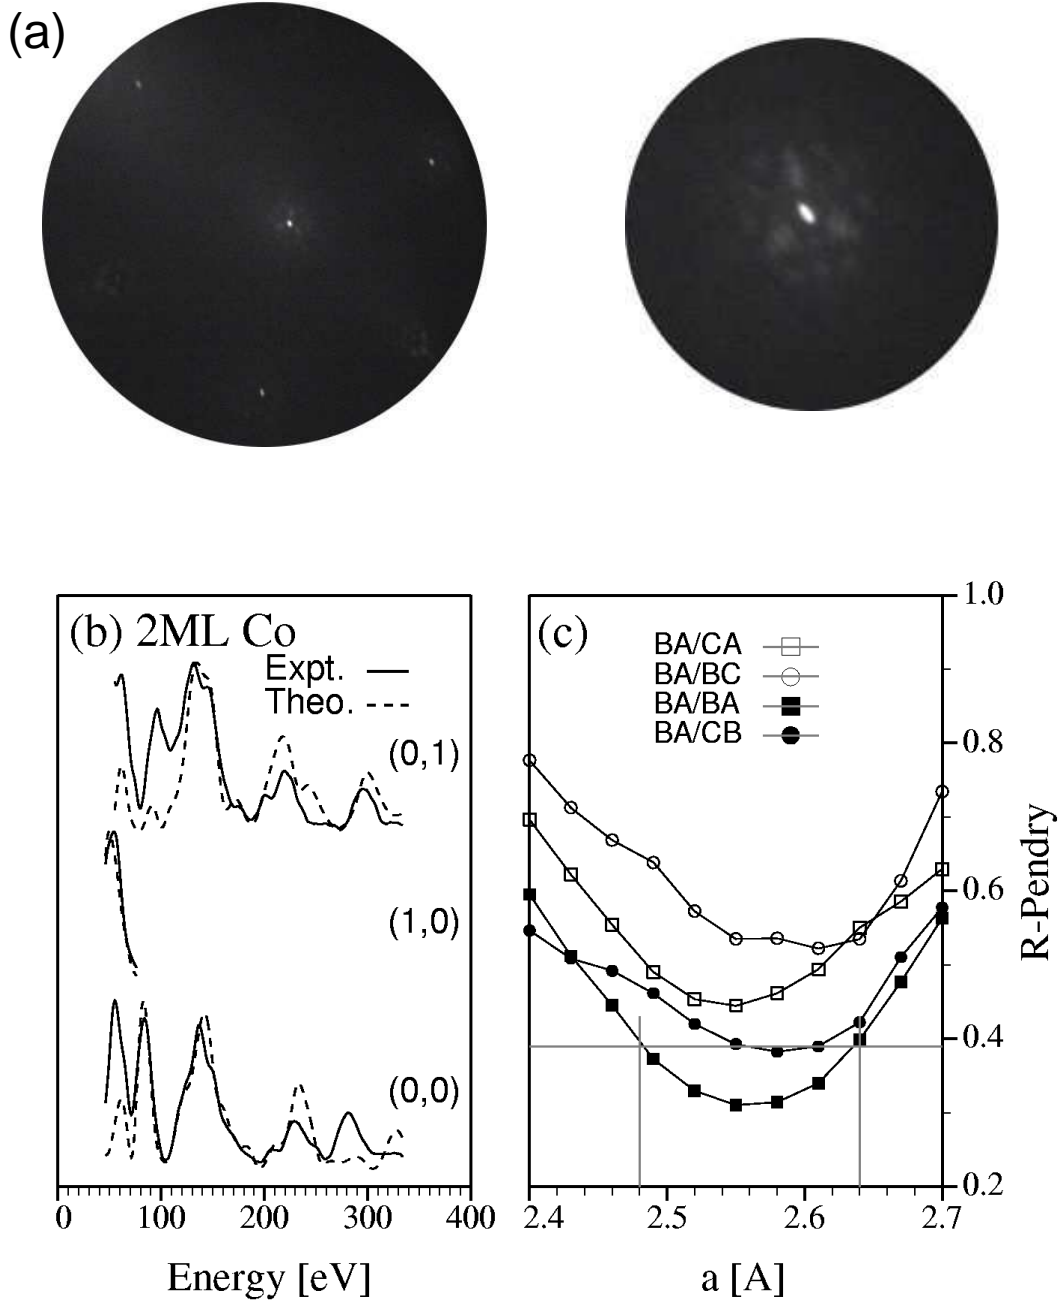 (a)
(b) 2ML Co
Expt.
Theo.
(0,1)
(1,0)
(0,0)
0 100 200 300 400
Energy [eV]
(c)
BA/CA
BA/BC
BA/BA
BA/CB
1.0
0.8
0.6
0.4
0.2
R-Pendry
2.4 2.5 2.6 2.7
a [A]